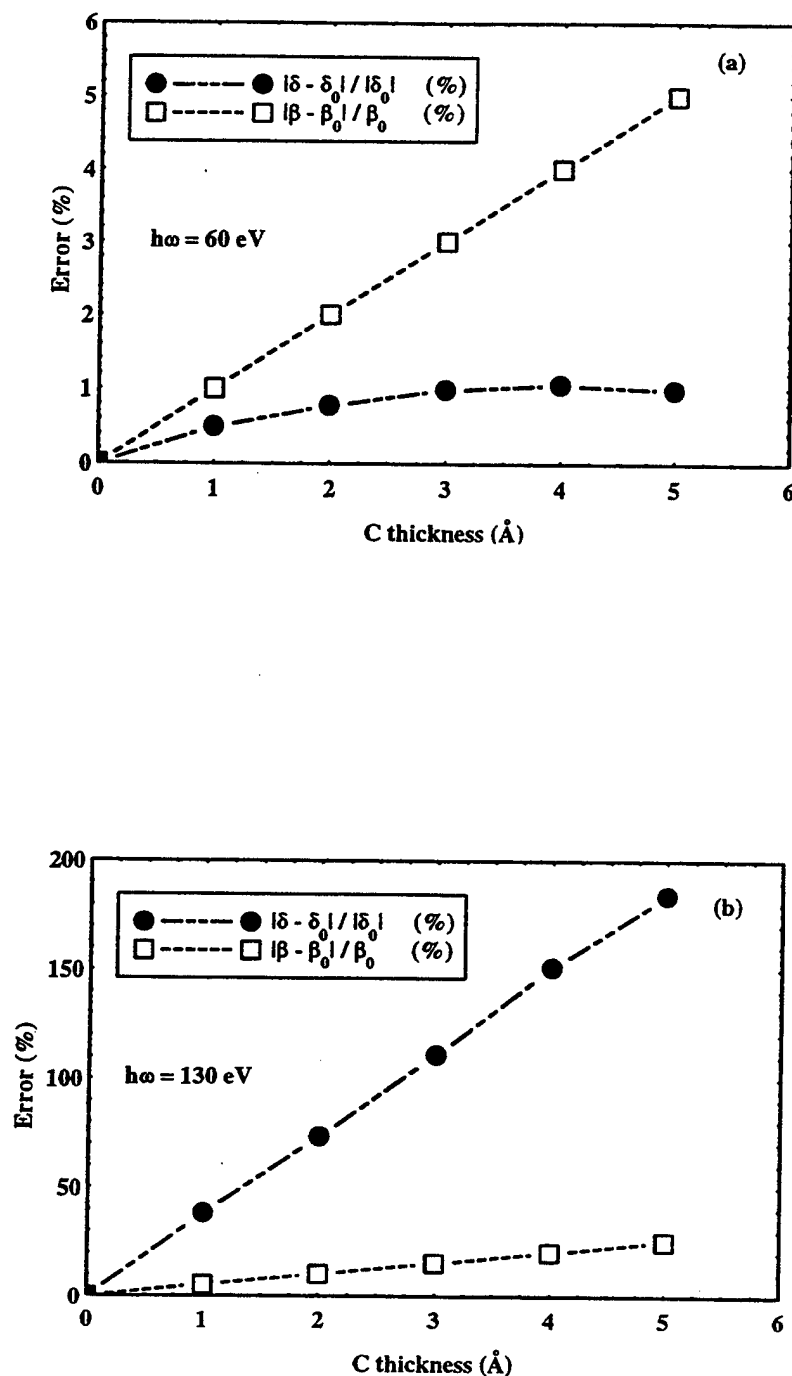 6
(a)
|δ - δ₀| / |δ₀| (%)
|β - β₀| / β₀ (%)
5
4
Error (%)
3
hω = 60 eV
2
1
0
0 1 2 3 4 5 6
C thickness (Å)
200
(b)
|δ - δ₀| / |δ₀| (%)
|β - β₀| / β₀ (%)
150
Error (%)
100
hω = 130 eV
50
0
0 1 2 3 4 5 6
C thickness (Å)